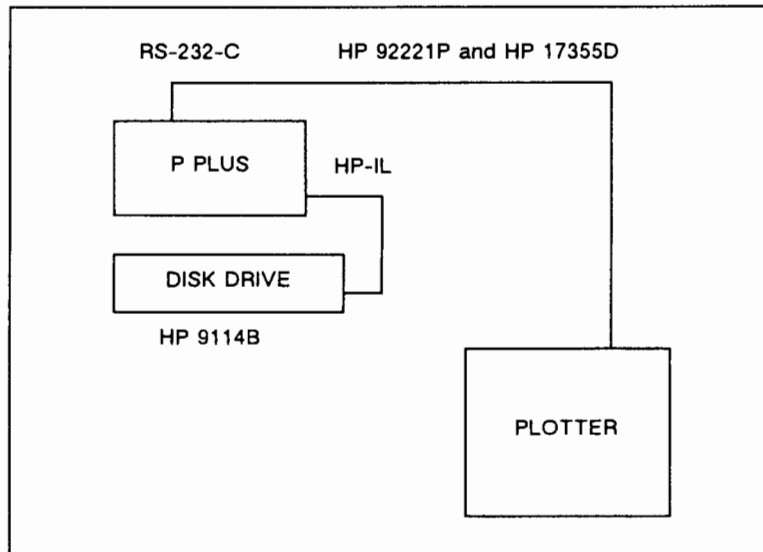 RS-232-C HP 92221P and HP 17355D
P PLUS
HP-IL
DISK DRIVE
HP 9114B
PLOTTER